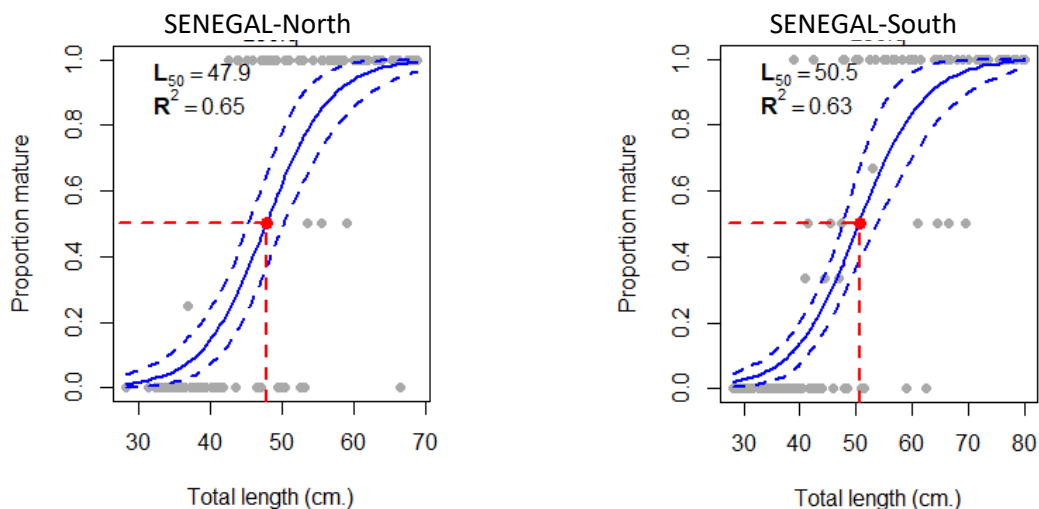 SENEGAL-North
L50 = 47.9
R2 = 0.65
Proportion mature
0.0 0.2 0.4 0.6 0.8 1.0
30 40 50 60 70
Total length (cm.)
SENEGAL-South
L50 = 50.5
R2 = 0.63
Proportion mature
0.0 0.2 0.4 0.6 0.8 1.0
30 40 50 60 70 80
Total length (cm.)